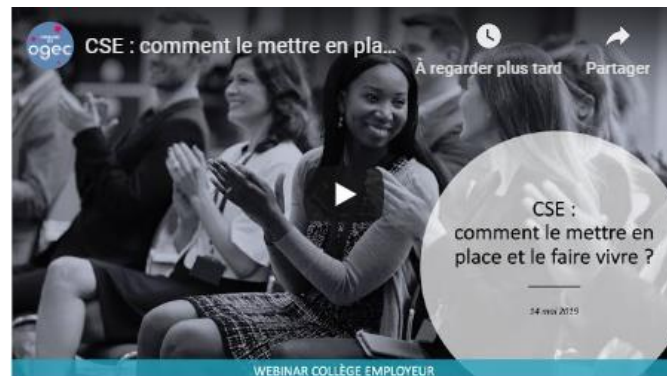 ogec
CSE : comment le mettre en pla...
À regarder plus tard
Partager
CSE :
comment le mettre en
place et le faire vivre ?
14 mai 2019
WEBINAR COLLÈGE EMPLOYEUR